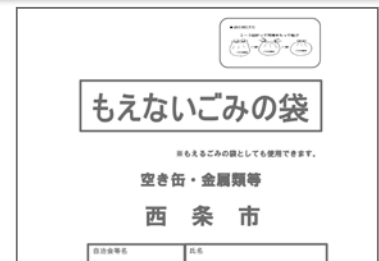 もえないごみの袋
※もえるごみの袋としても使用できます。
空き缶・金属類等
西条市
自治会等名
氏名